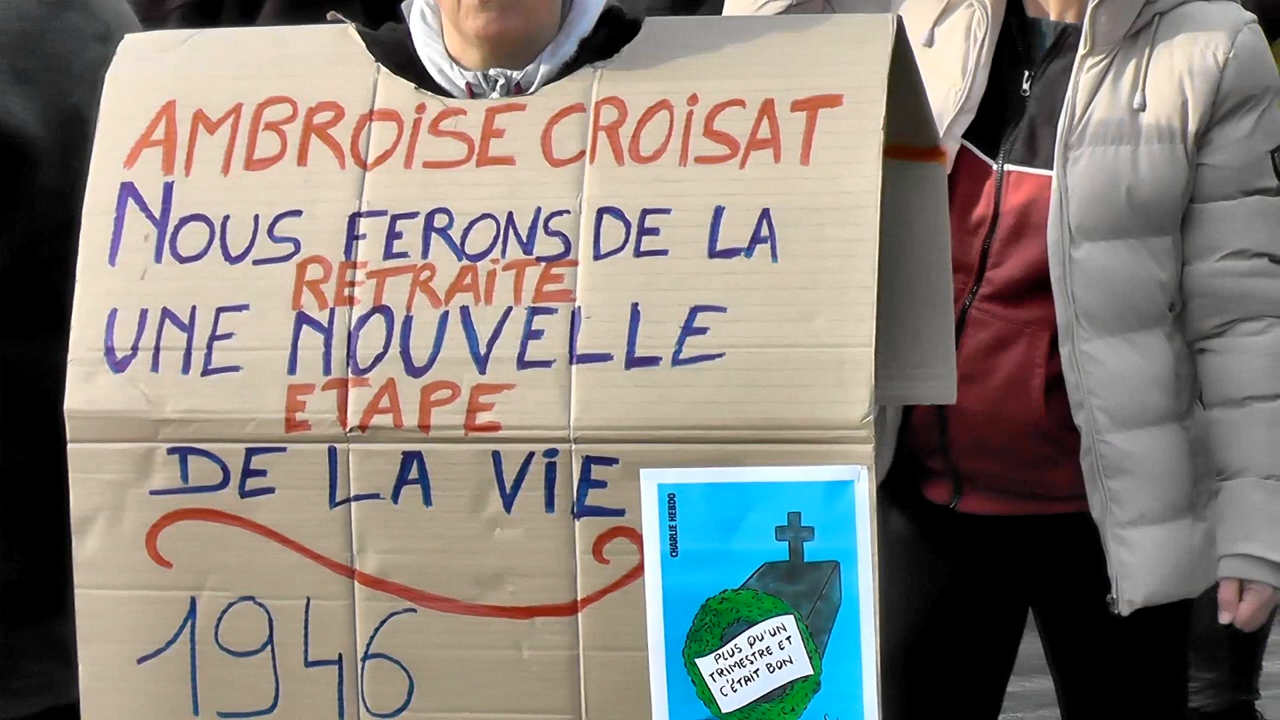 AMBROISE CROISAT
NOUS FERONS DE LA
RETRAITE
UNE NOUVELLE
ETAPE
DE LA VIE
1946
CHARLIE HEBDO
PLUS QU'UN
TRIMESTRE ET
C'ÉTAIT BON